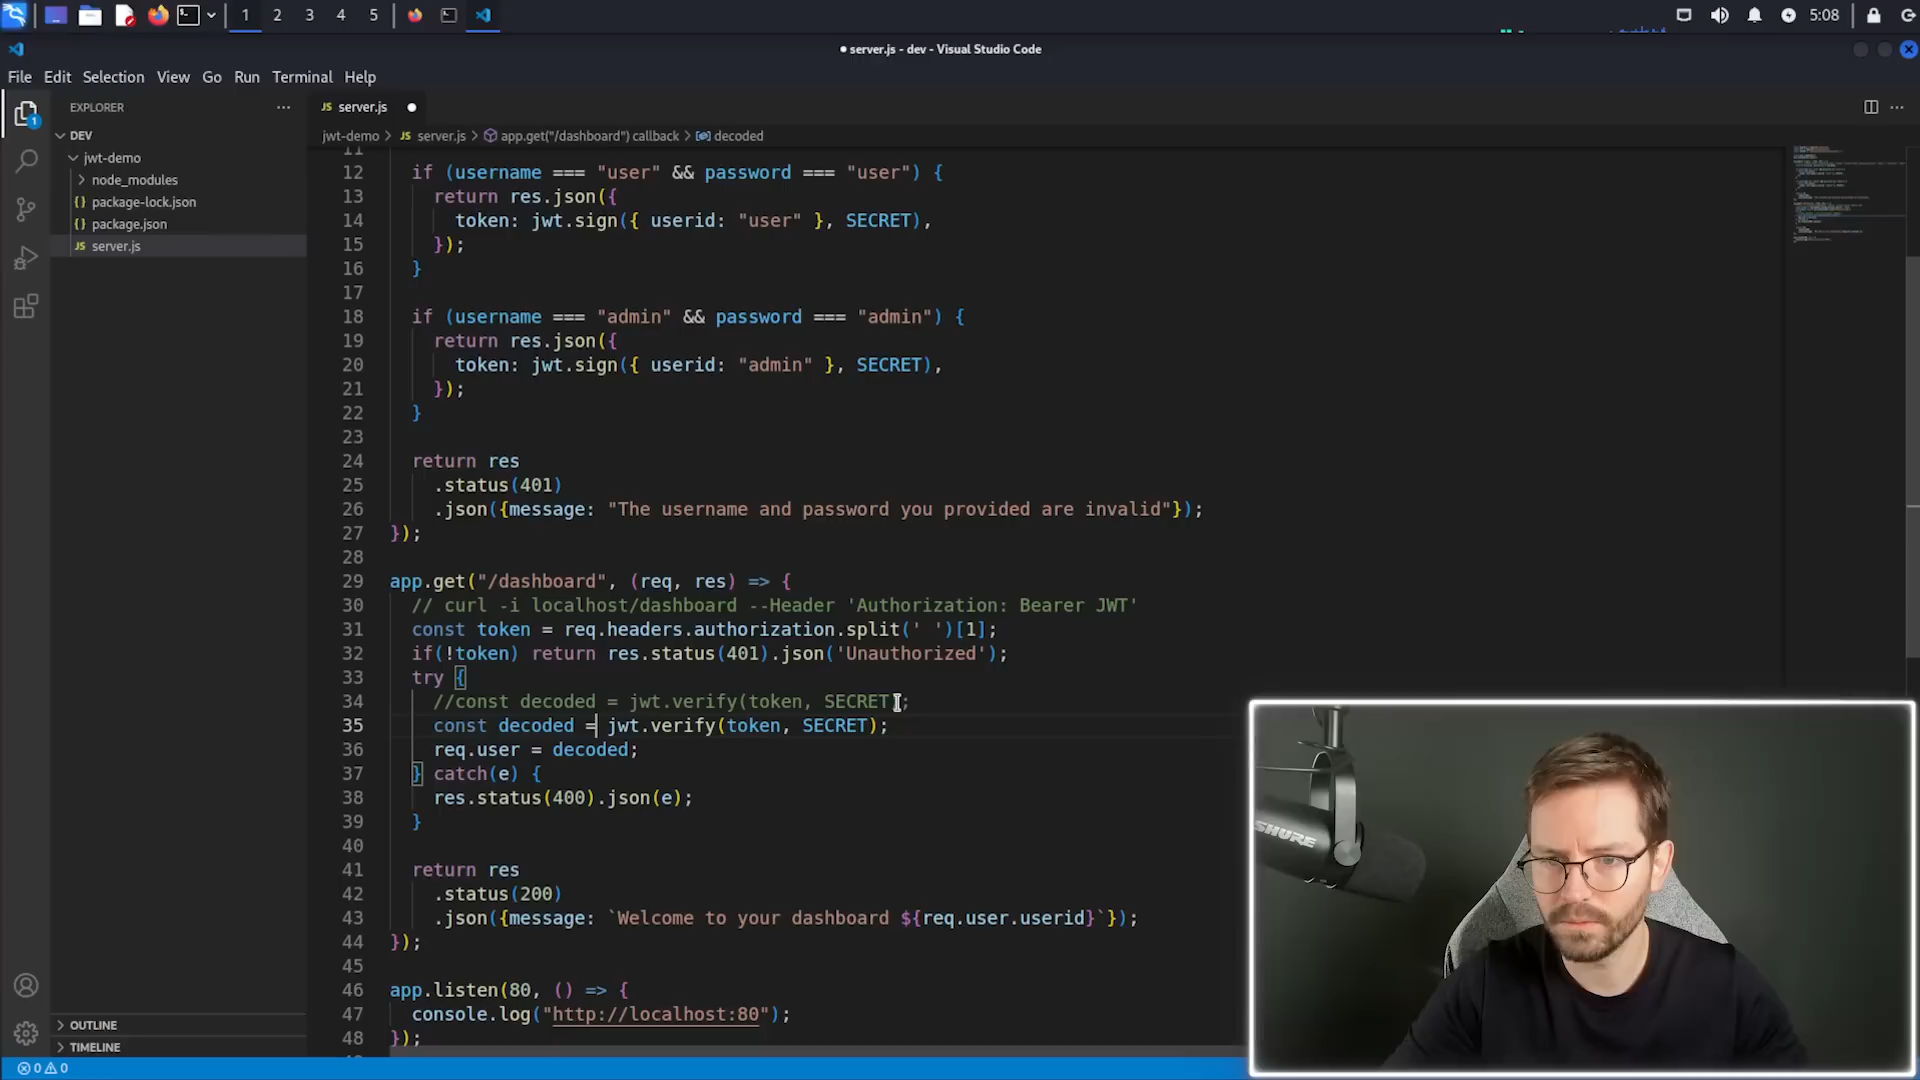 1 2 3 4 5 5:08
server.js - dev - Visual Studio Code
File Edit Selection View Go Run Terminal Help
EXPLORER ···
JS server.js
DEV
jwt-demo > JS server.js > app.get("/dashboard") callback > decoded
jwt-demo
node_modules
{} package-lock.json
{} package.json
JS server.js
1
11
12 if (username === "user" && password === "user") {
13 return res.json({
14 token: jwt.sign({ userid: "user" }, SECRET),
15 });
16 }
17
18 if (username === "admin" && password === "admin") {
19 return res.json({
20 token: jwt.sign({ userid: "admin" }, SECRET),
21 });
22 }
23
24 return res
25 .status(401)
26 .json({message: "The username and password you provided are invalid"});
27 });
28
29 app.get("/dashboard", (req, res) => {
30 // curl -i localhost/dashboard --Header 'Authorization: Bearer JWT'
31 const token = req.headers.authorization.split(' ')[1];
32 if(!token) return res.status(401).json('Unauthorized');
33 try {
34 //const decoded = jwt.verify(token, SECRET);
35 const decoded = jwt.verify(token, SECRET);
36 req.user = decoded;
37 } catch(e) {
38 res.status(400).json(e);
39 }
40
41 return res
42 .status(200)
43 .json({message: `Welcome to your dashboard ${req.user.userid}`});
44 });
45
46 app.listen(80, () => {
47 console.log("http://localhost:80");
48 });
OUTLINE
TIMELINE
0 0
SHURE